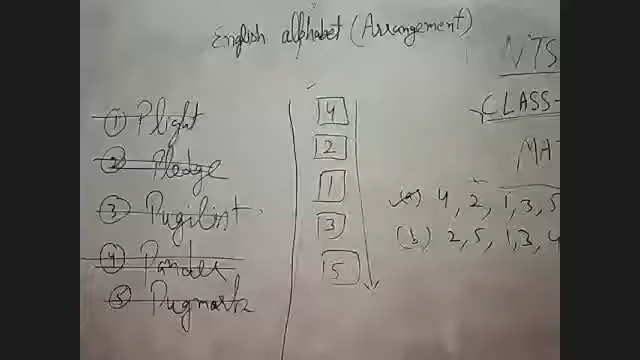 English alphabet (Arrangement)
NTS
CLASS-
MAT
① Plight
② Pledge
③ Pugilist
④ Pander
⑤ Pugmark
4
2
1
3
5
(a) 4, 2, 1, 3, 5
(b) 2, 5, 1, 3, 4